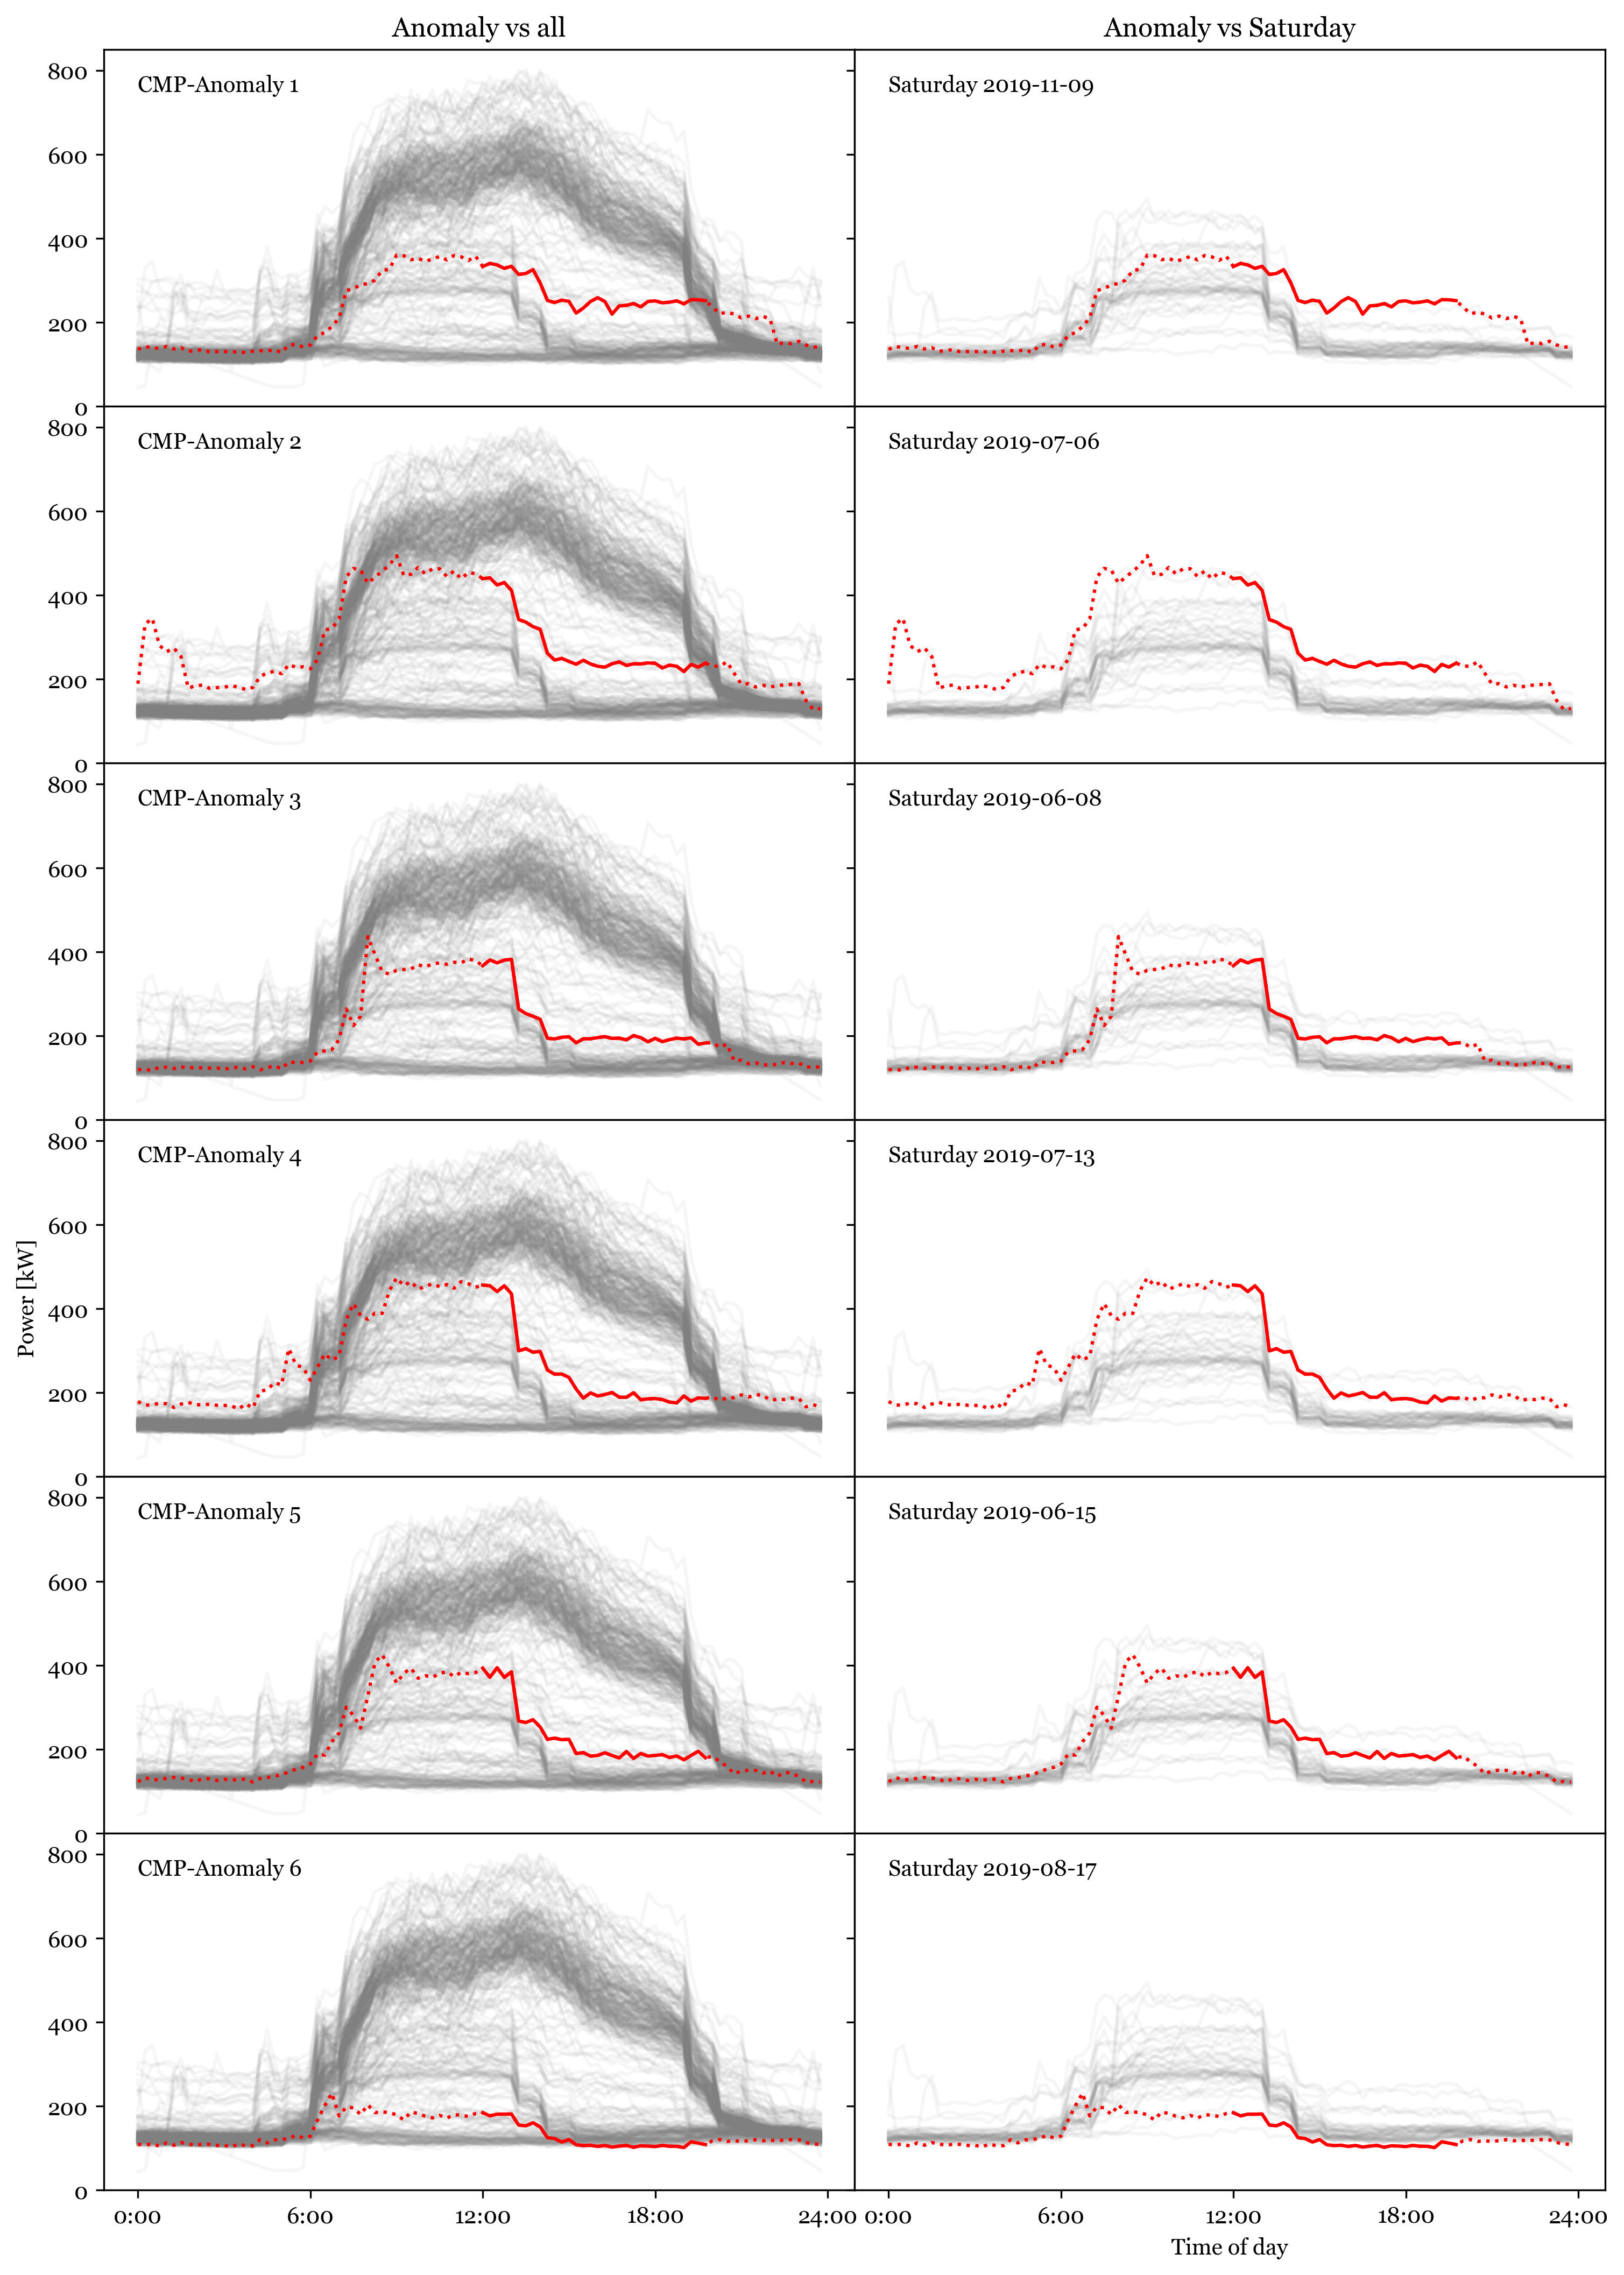 Anomaly vs all
Anomaly vs Saturday
800
600
400
200
0
CMP-Anomaly 1
Saturday 2019-11-09
800
600
400
200
0
CMP-Anomaly 2
Saturday 2019-07-06
800
600
400
200
0
CMP-Anomaly 3
Saturday 2019-06-08
800
600
400
200
0
CMP-Anomaly 4
Saturday 2019-07-13
Power [kW]
800
600
400
200
0
CMP-Anomaly 5
Saturday 2019-06-15
800
600
400
200
0
CMP-Anomaly 6
Saturday 2019-08-17
0:00 6:00 12:00 18:00 24:00
0:00 6:00 12:00 18:00 24:00
Time of day